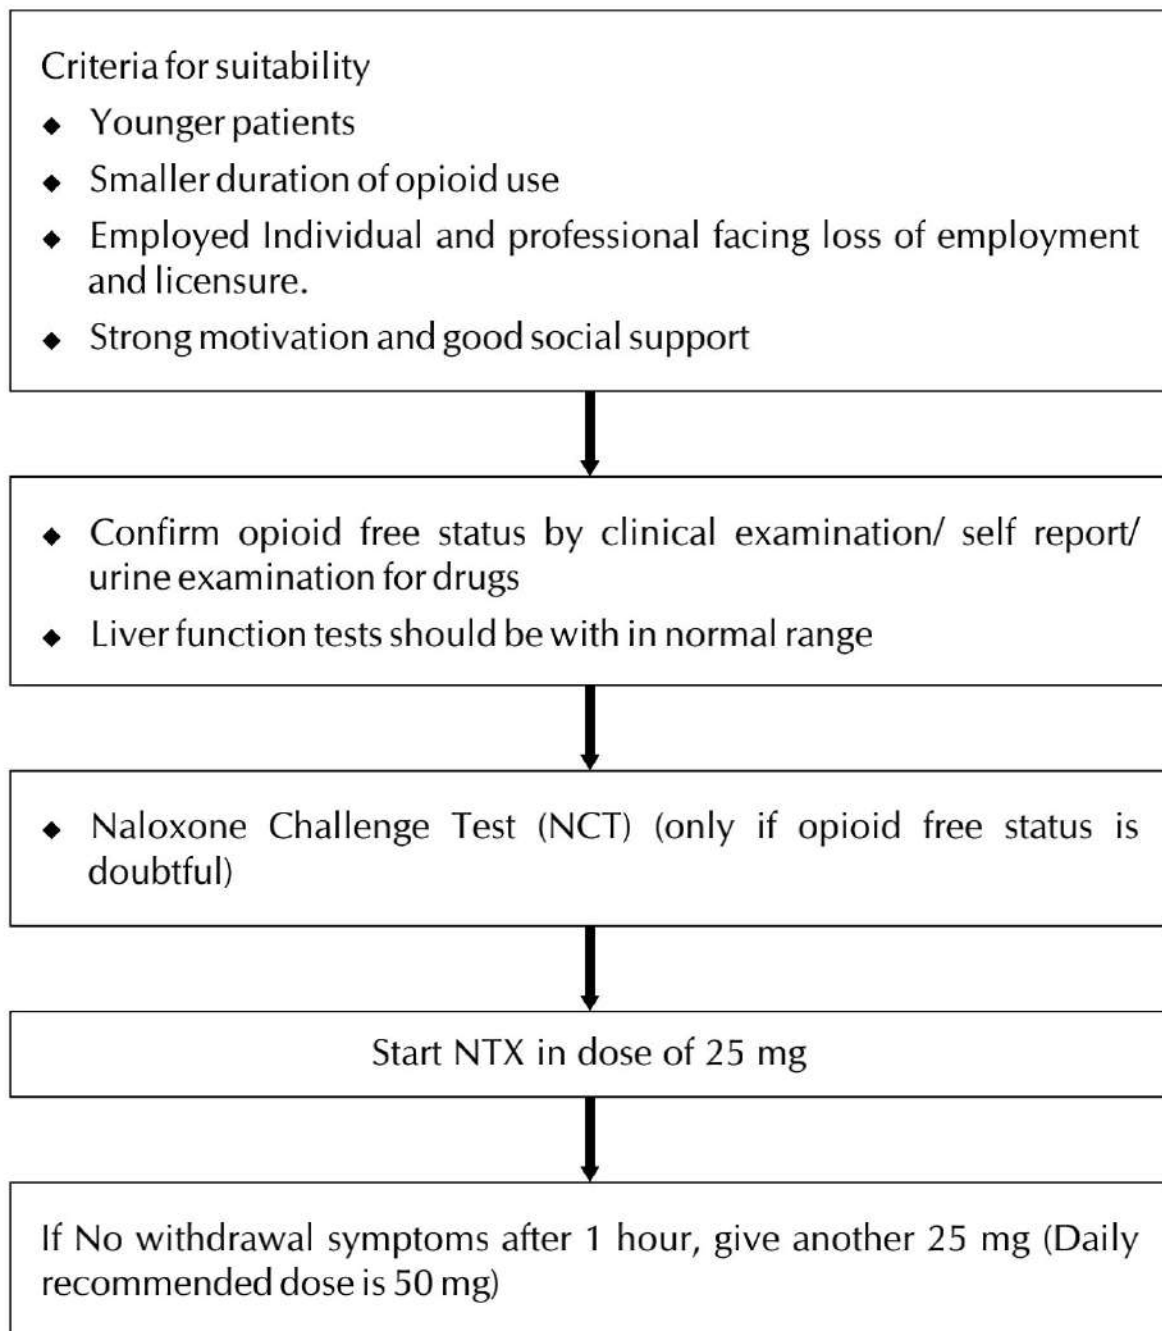 Criteria for suitability
◆ Younger patients
◆ Smaller duration of opioid use
◆ Employed Individual and professional facing loss of employment
and licensure.
◆ Strong motivation and good social support
◆ Confirm opioid free status by clinical examination/ self report/
urine examination for drugs
◆ Liver function tests should be with in normal range
◆ Naloxone Challenge Test (NCT) (only if opioid free status is
doubtful)
Start NTX in dose of 25 mg
If No withdrawal symptoms after 1 hour, give another 25 mg (Daily
recommended dose is 50 mg)